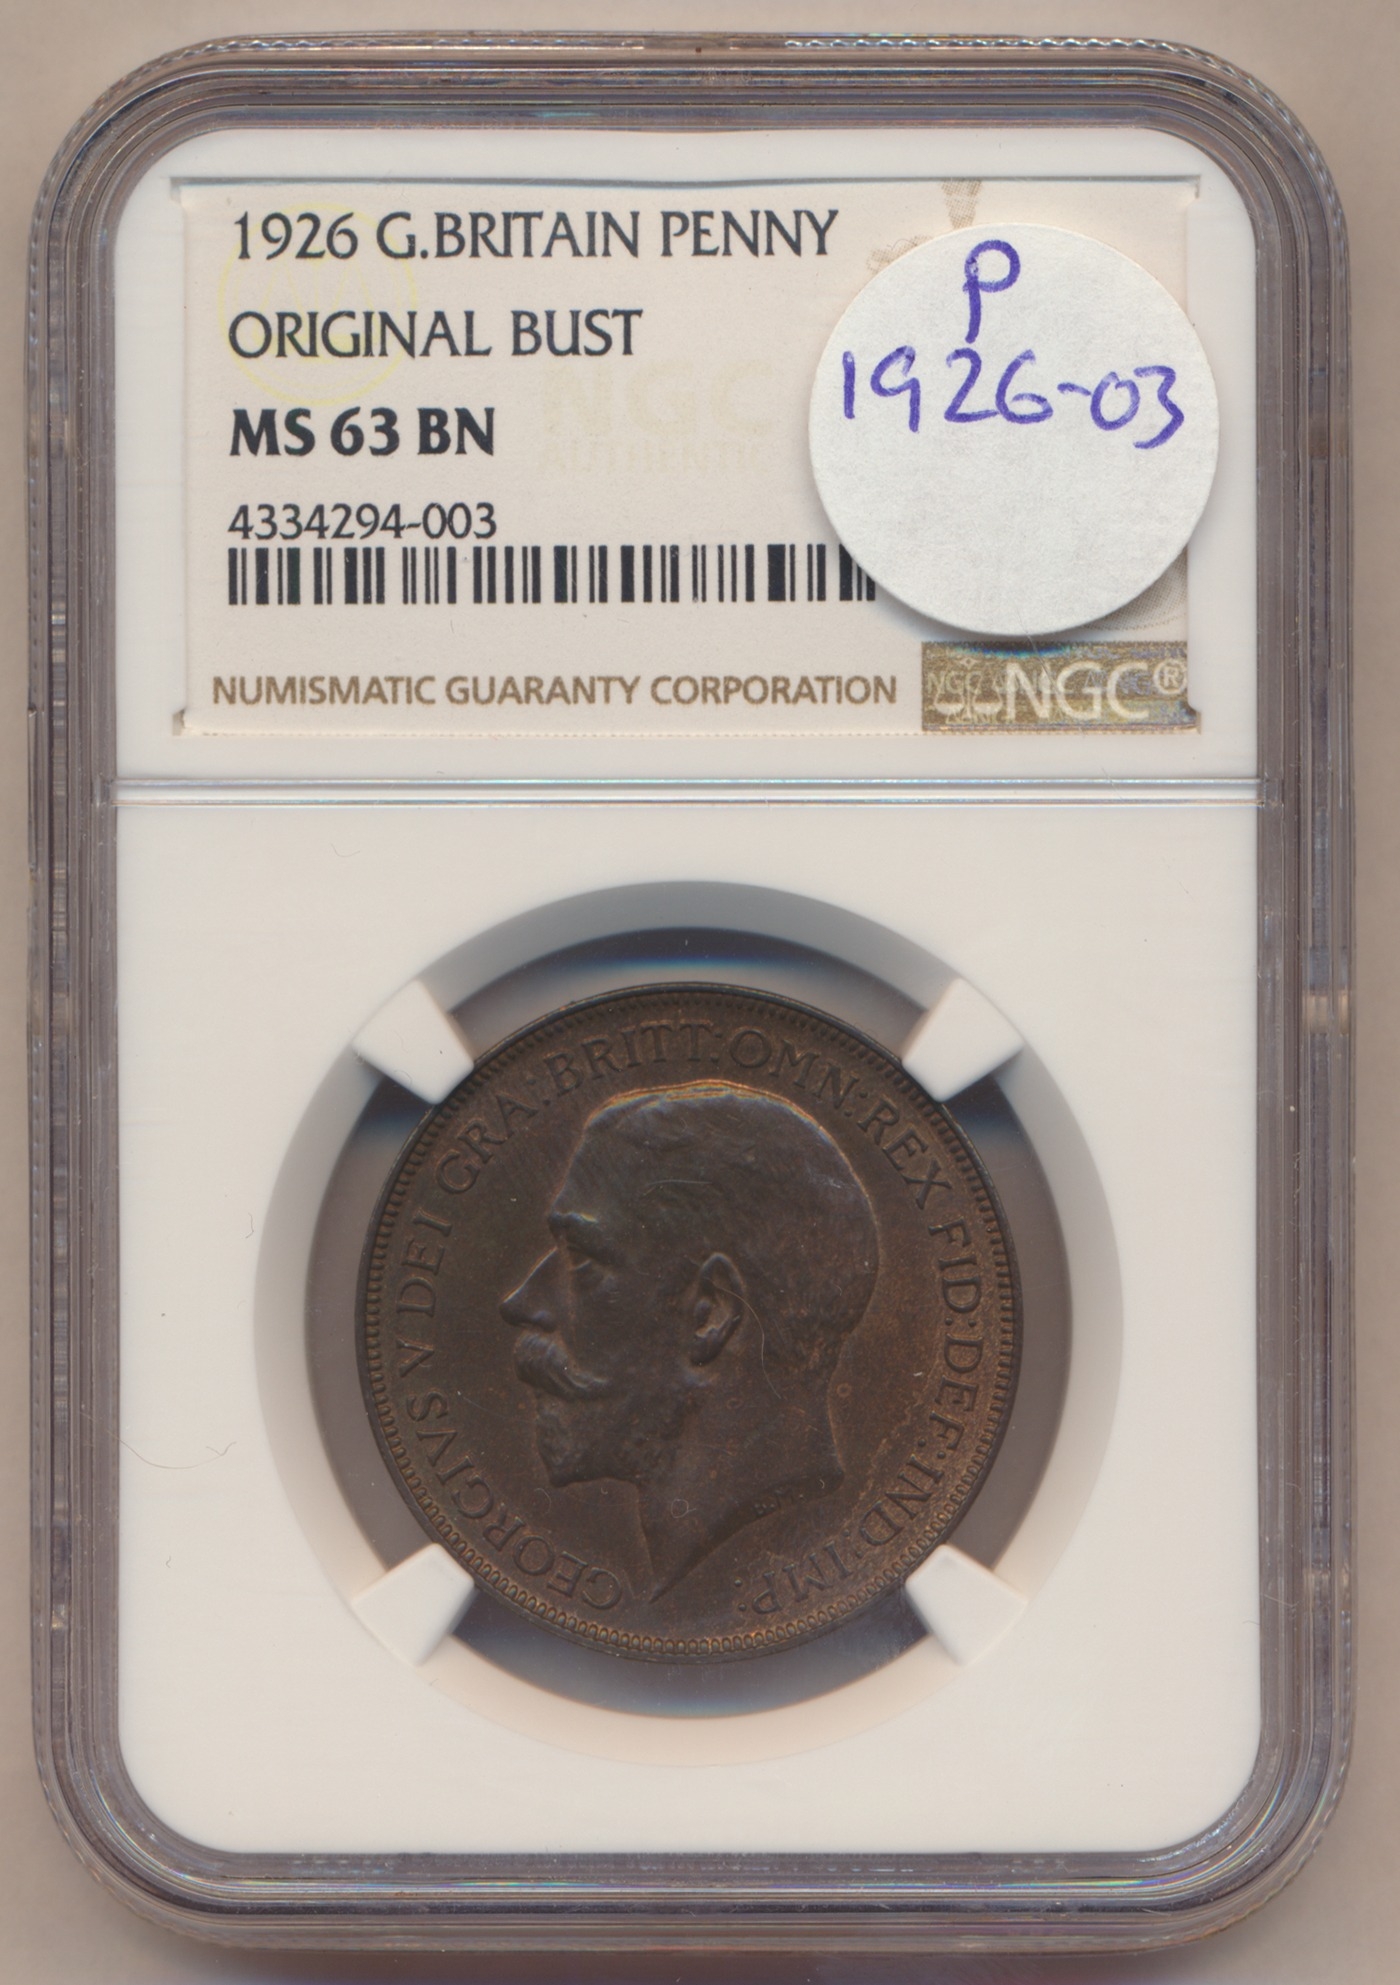 1926 G.BRITAIN PENNY
ORIGINAL BUST
MS 63 BN
4334294-003
P
1926-03
NUMISMATIC GUARANTY CORPORATION
NGC®
GEORGIVS V DEI GRA: BRITT: OMN: REX FID: DEF: IND: IMP: